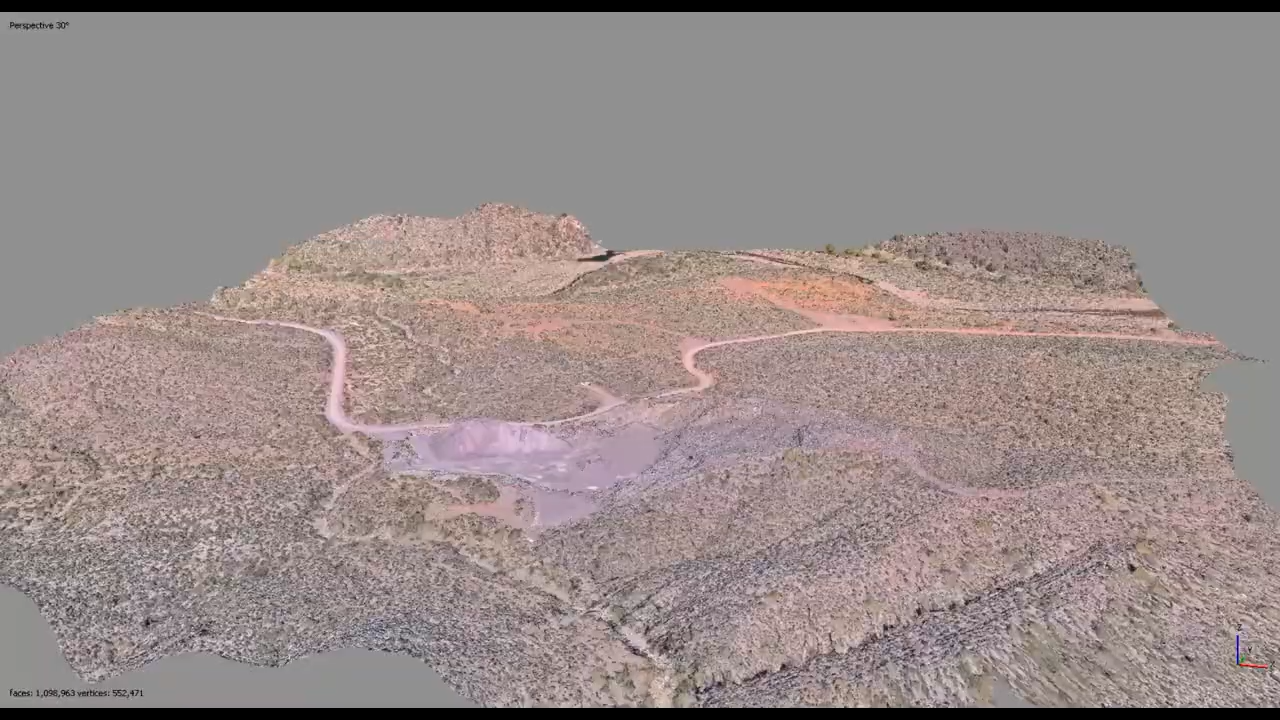 Perspective 30°
faces: 1,098,963 vertices: 552,471
Z
Y